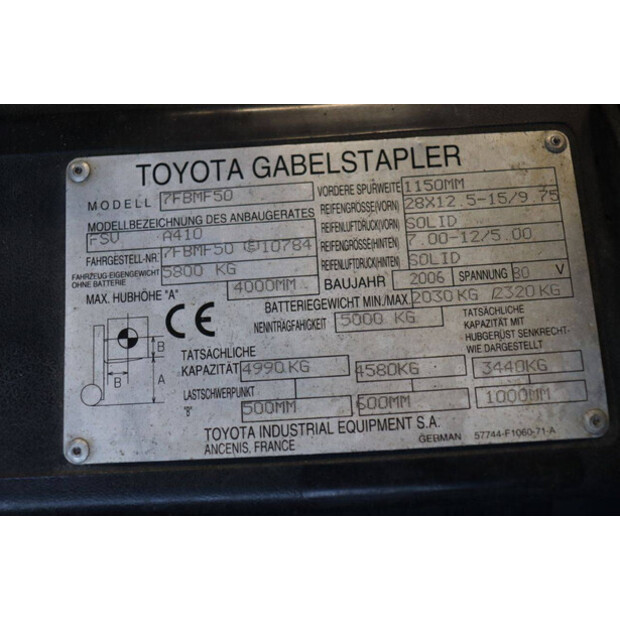 TOYOTA GABELSTAPLER
MODELL 7FBMF50
MODELLBEZEICHNUNG DES ANBAUGERATES
FSV A410
FAHRGESTELL-NR. 7FBMF50 10784
FAHRZEUG-EIGENGEWICHT OHNE BATTERIE 5800 KG
MAX. HUBHÖHE "A" 4000MM
VORDERE SPURWEITE 1150MM
REIFENGRÖSSE(VORN) 28X12.5-15/9.75
REIFENLUFTDRUCK(VORN) SOLID
REIFENGRÖSSE(HINTEN) 7.00-12/5.00
REIFENLUFTDRUCK(HINTEN) SOLID
BAUJAHR 2006 SPANNUNG 80 V
BATTERIEGEWICHT MIN./MAX. 2030 KG /2320 KG
NENNTRÄGFAHIGKEIT 5000 KG
CE
B
B
A
TATSÄCHLICHE
KAPAZITÄT MIT
HUBGERÜST SENKRECHT-
WIE DARGESTELLT
TATSÄCHLICHE
KAPAZITÄT 4990KG 4580KG 3440KG
LASTSCHWERPUNKT
"B" 500MM 600MM 1000MM
TOYOTA INDUSTRIAL EQUIPMENT S.A.
ANCENIS, FRANCE
GERMAN 57744-F1060-71-A